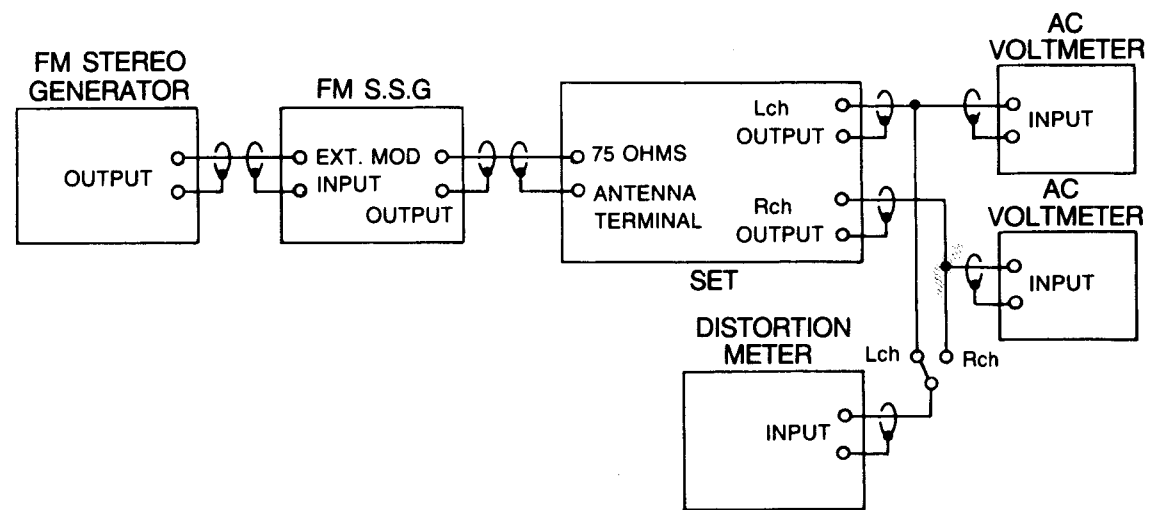 FM STEREO
GENERATOR
OUTPUT
FM S.S.G
EXT. MOD
INPUT
OUTPUT
75 OHMS
ANTENNA
TERMINAL
Lch
OUTPUT
Rch
OUTPUT
SET
AC
VOLTMETER
INPUT
AC
VOLTMETER
INPUT
DISTORTION
METER
Lch
Rch
INPUT